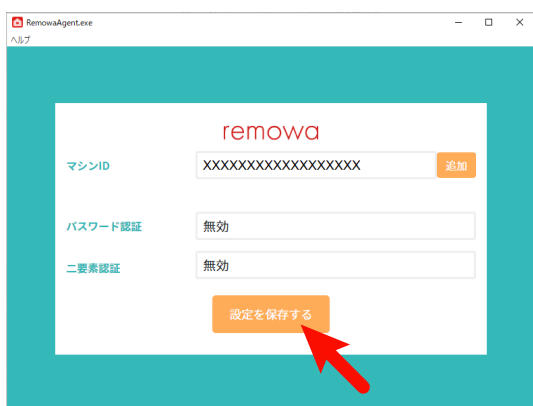 RemowaAgent.exe
ヘルプ
remowa
マシンID XXXXXXXXXXXXXXXXXX 追加
パスワード認証 無効
二要素認証 無効
設定を保存する